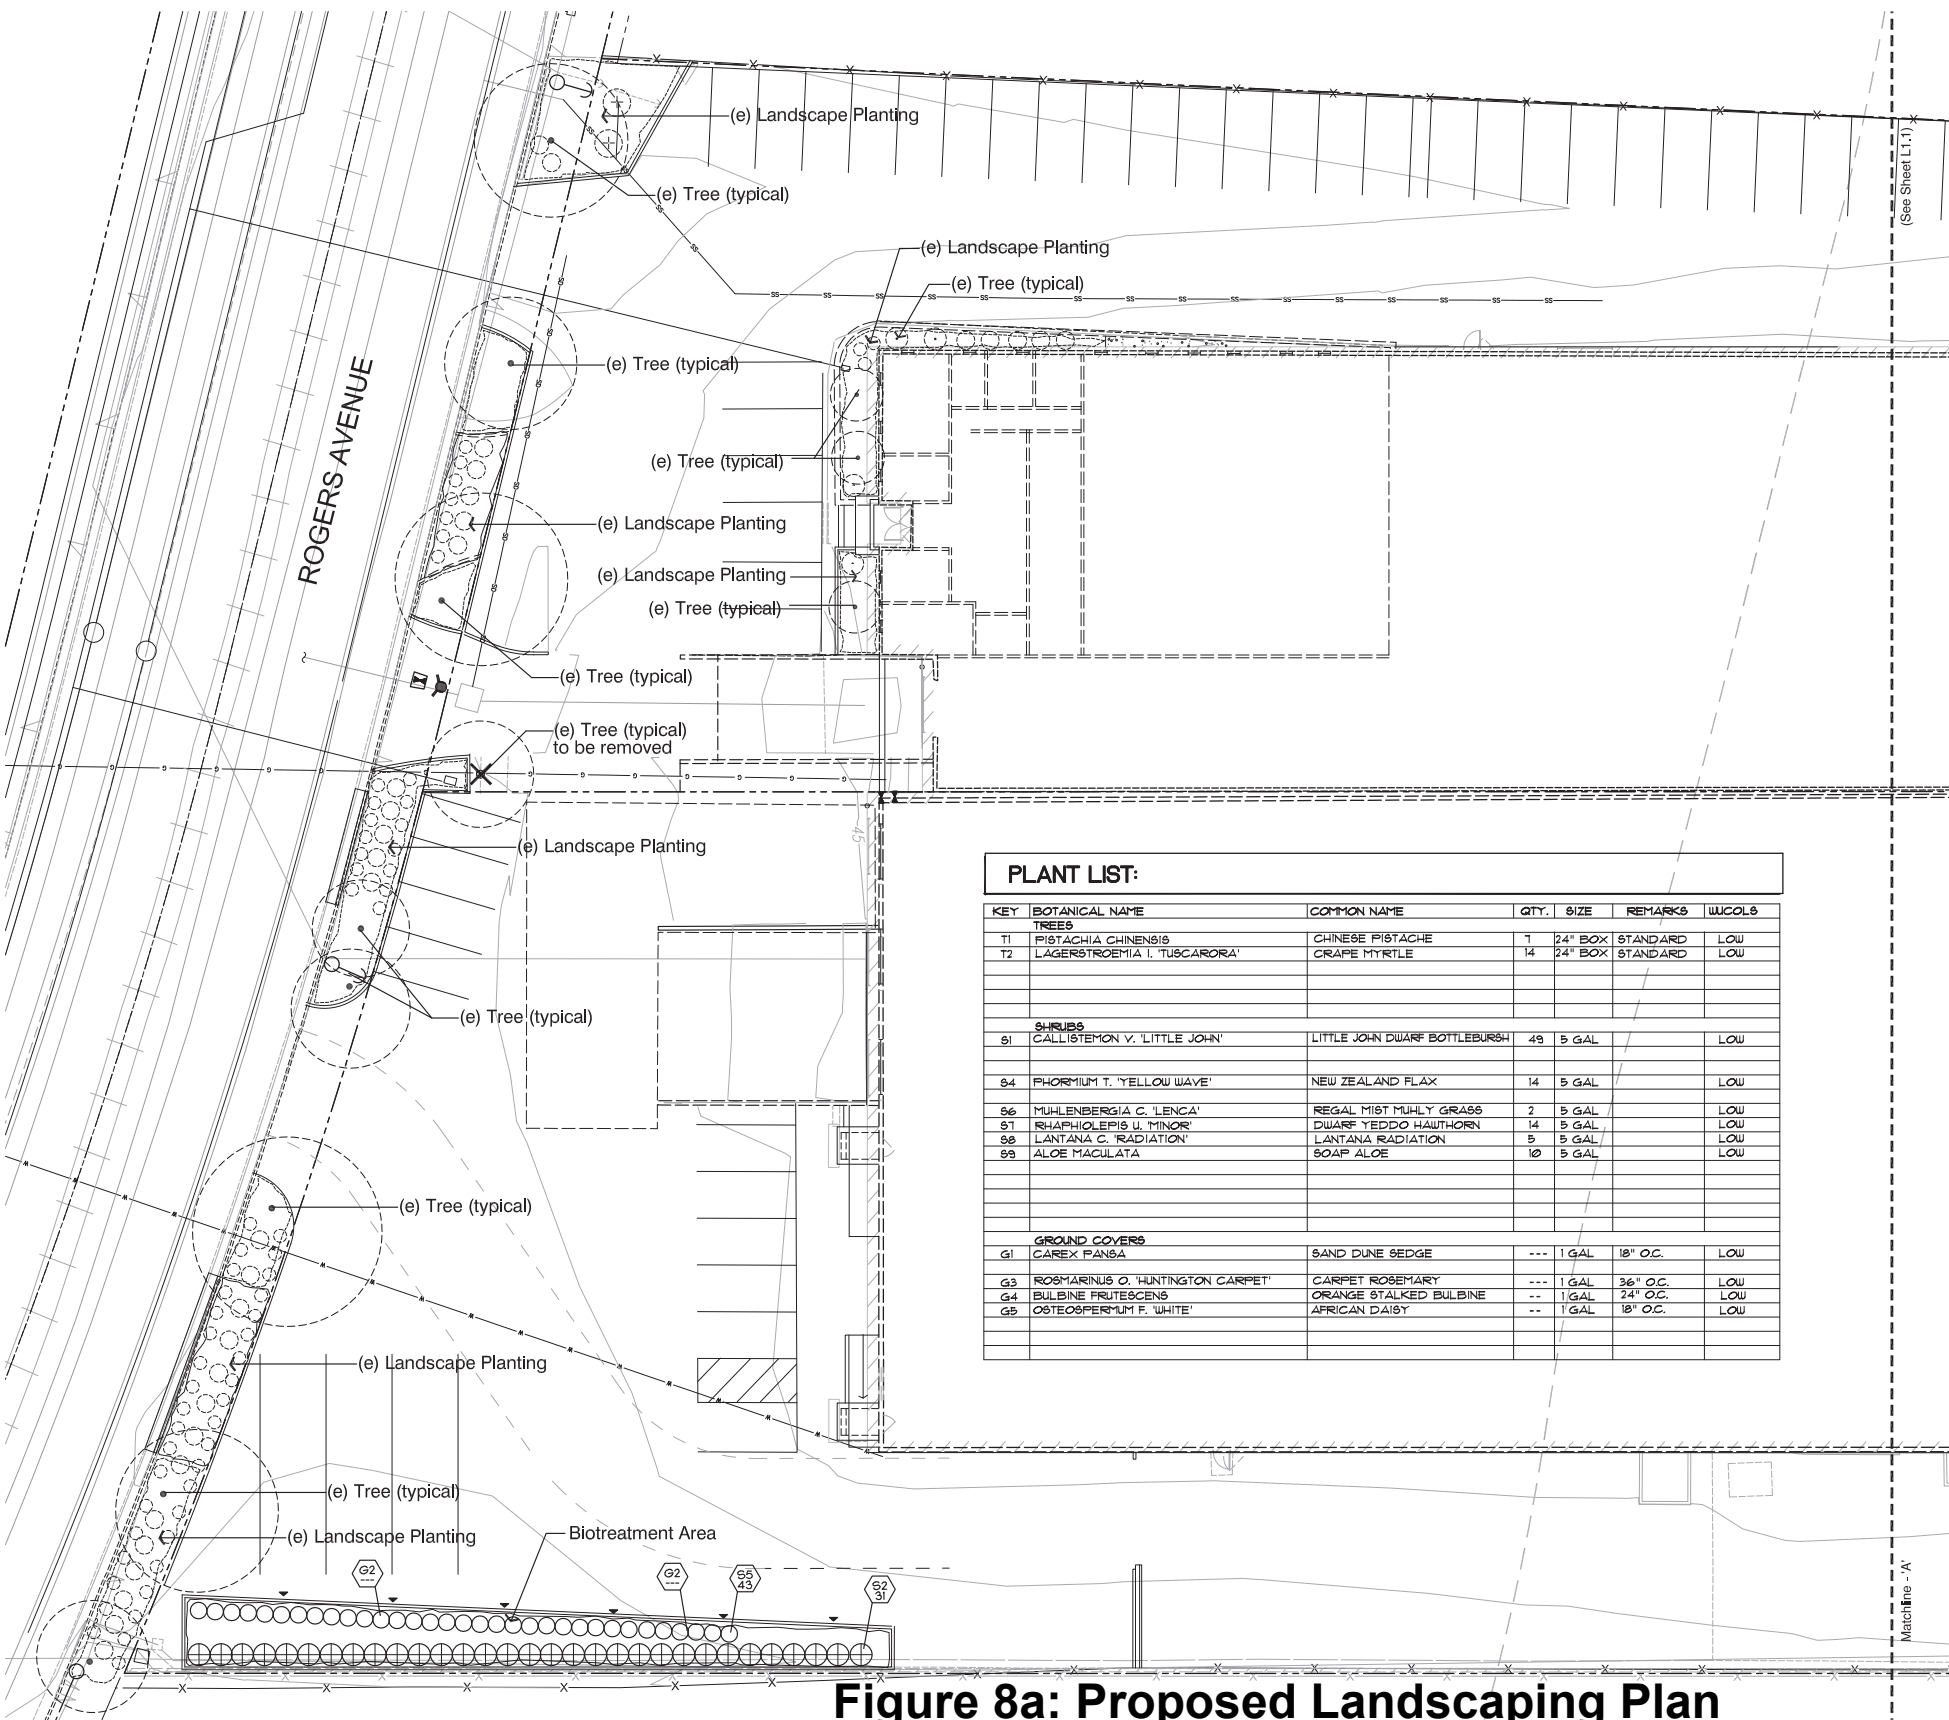 (e) Landscape Planting
(e) Tree (typical)
(See Sheet L1.1)
(e) Landscape Planting
(e) Tree (typical)
ROGERS AVENUE
(e) Tree (typical)
(e) Tree (typical)
(e) Landscape Planting
(e) Landscape Planting
(e) Tree (typical)
(e) Tree (typical)
(e) Tree (typical)
to be removed
45
(e) Landscape Planting
(e) Tree (typical)
PLANT LIST:
KEY BOTANICAL NAME COMMON NAME QTY. SIZE REMARKS WUCOLS
TREES
T1 PISTACHIA CHINENSIS CHINESE PISTACHE 7 24" BOX STANDARD LOW
T2 LAGERSTROEMIA I. 'TUSCARORA' CRAPE MYRTLE 14 24" BOX STANDARD LOW
SHRUBS
S1 CALLISTEMON V. 'LITTLE JOHN' LITTLE JOHN DWARF BOTTLEBURSH 49 5 GAL LOW
S4 PHORMIUM T. 'YELLOW WAVE' NEW ZEALAND FLAX 14 5 GAL LOW
S6 MUHLENBERGIA C. 'LENCA' REGAL MIST MUHLY GRASS 2 5 GAL LOW
S7 RHAPHIOLEPIS U. 'MINOR' DWARF YEDDO HAWTHORN 14 5 GAL LOW
S8 LANTANA C. 'RADIATION' LANTANA RADIATION 5 5 GAL LOW
S9 ALOE MACULATA SOAP ALOE 10 5 GAL LOW
GROUND COVERS
G1 CAREX PANSA SAND DUNE SEDGE --- 1 GAL 18" O.C. LOW
G3 ROSMARINUS O. 'HUNTINGTON CARPET' CARPET ROSEMARY --- 1 GAL 36" O.C. LOW
G4 BULBINE FRUTESCENS ORANGE STALKED BULBINE -- 1 GAL 24" O.C. LOW
G5 OSTEOSPERMUM F. 'WHITE' AFRICAN DAISY -- 1 GAL 18" O.C. LOW
(e) Tree (typical)
(e) Landscape Planting
(e) Tree (typical)
(e) Landscape Planting
Biotreatment Area
G2
---
G2
---
S5
43
S2
31
Matchline - 'A'
Figure 8a: Proposed Landscaping Plan